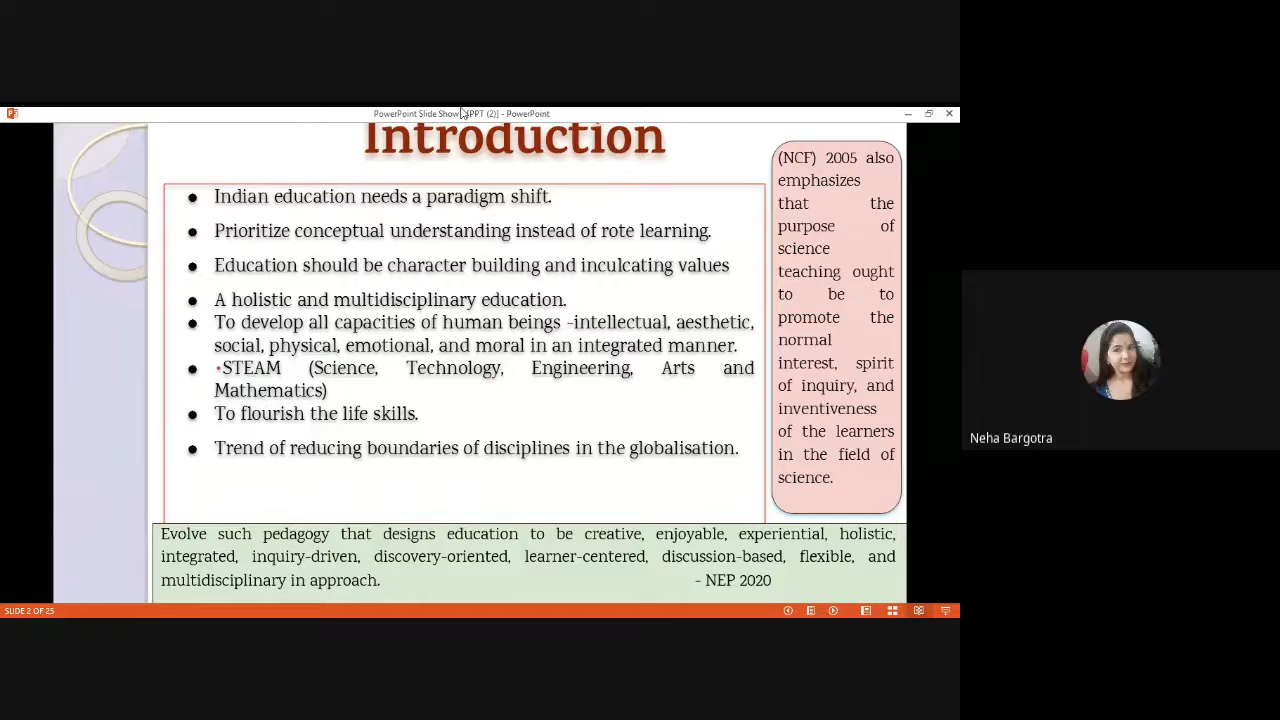 PowerPoint Slide Show - [PPT (2)] - PowerPoint
Introduction
● Indian education needs a paradigm shift.
● Prioritize conceptual understanding instead of rote learning.
● Education should be character building and inculcating values
● A holistic and multidisciplinary education.
● To develop all capacities of human beings -intellectual, aesthetic,
social, physical, emotional, and moral in an integrated manner.
● •STEAM (Science, Technology, Engineering, Arts and
Mathematics)
● To flourish the life skills.
● Trend of reducing boundaries of disciplines in the globalisation.
(NCF) 2005 also
emphasizes
that the
purpose of
science
teaching ought
to be to
promote the
normal
interest, spirit
of inquiry, and
inventiveness
of the learners
in the field of
science.
Evolve such pedagogy that designs education to be creative, enjoyable, experiential, holistic,
integrated, inquiry-driven, discovery-oriented, learner-centered, discussion-based, flexible, and
multidisciplinary in approach. - NEP 2020
SLIDE 2 OF 25
Neha Bargotra